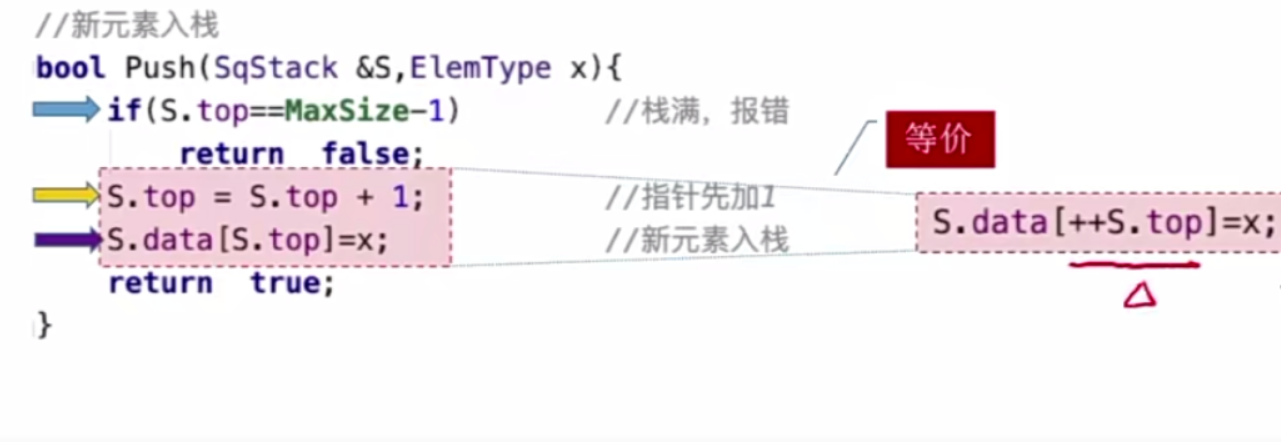 //新元素入栈
bool Push(SqStack &S,ElemType x){
if(S.top==MaxSize-1) //栈满，报错
return false;
等价
S.top = S.top + 1; //指针先加1
S.data[S.top]=x; //新元素入栈
S.data[++S.top]=x;
return true;
}